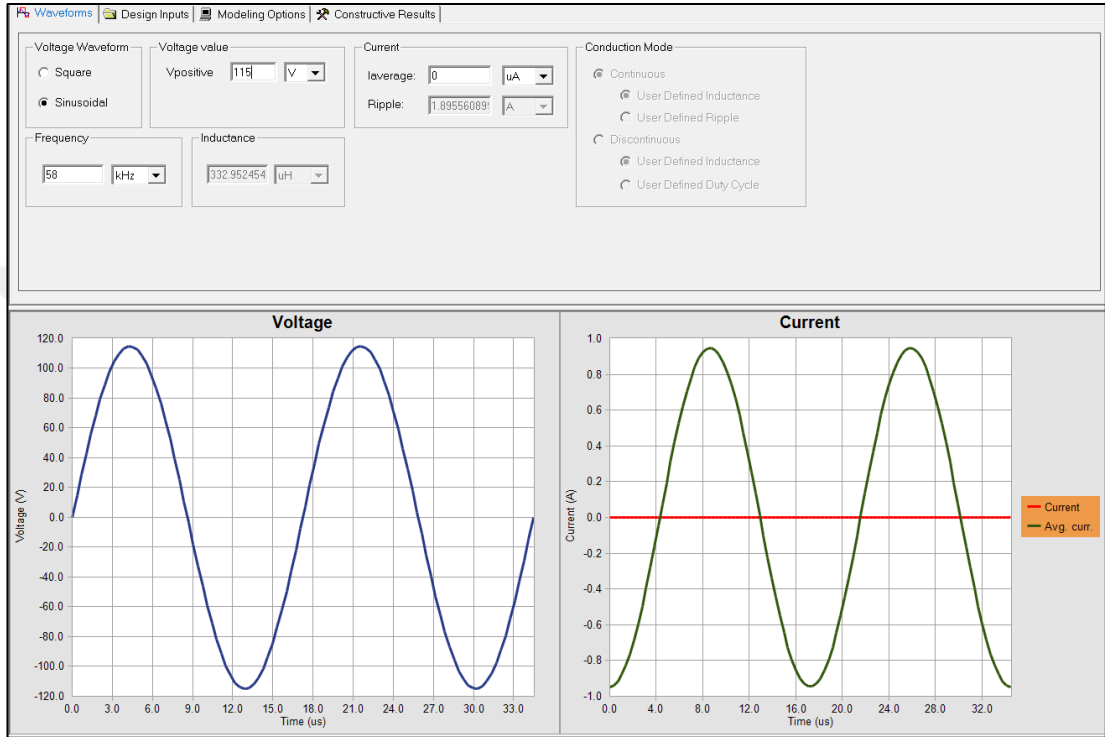 Waveforms Design Inputs Modeling Options Constructive Results
Voltage Waveform Voltage value Current Conduction Mode
Square Vpositive 115 V Iaverage: 0 uA Continuous
User Defined Inductance
Sinusoidal Ripple: 1.89556089 A User Defined Ripple
Frequency Inductance Discontinuous
58 kHz 332.952454 uH User Defined Inductance
User Defined Duty Cycle
Voltage
120.0
100.0
80.0
60.0
40.0
20.0
0.0
-20.0
-40.0
-60.0
-80.0
-100.0
-120.0
Voltage (V)
0.0 3.0 6.0 9.0 12.0 15.0 18.0 21.0 24.0 27.0 30.0 33.0
Time (us)
Current
1.0
0.8
0.6
0.4
0.2
0.0
-0.2
-0.4
-0.6
-0.8
-1.0
Current (A)
0.0 4.0 8.0 12.0 16.0 20.0 24.0 28.0 32.0
Time (us)
Current
Avg. curr.